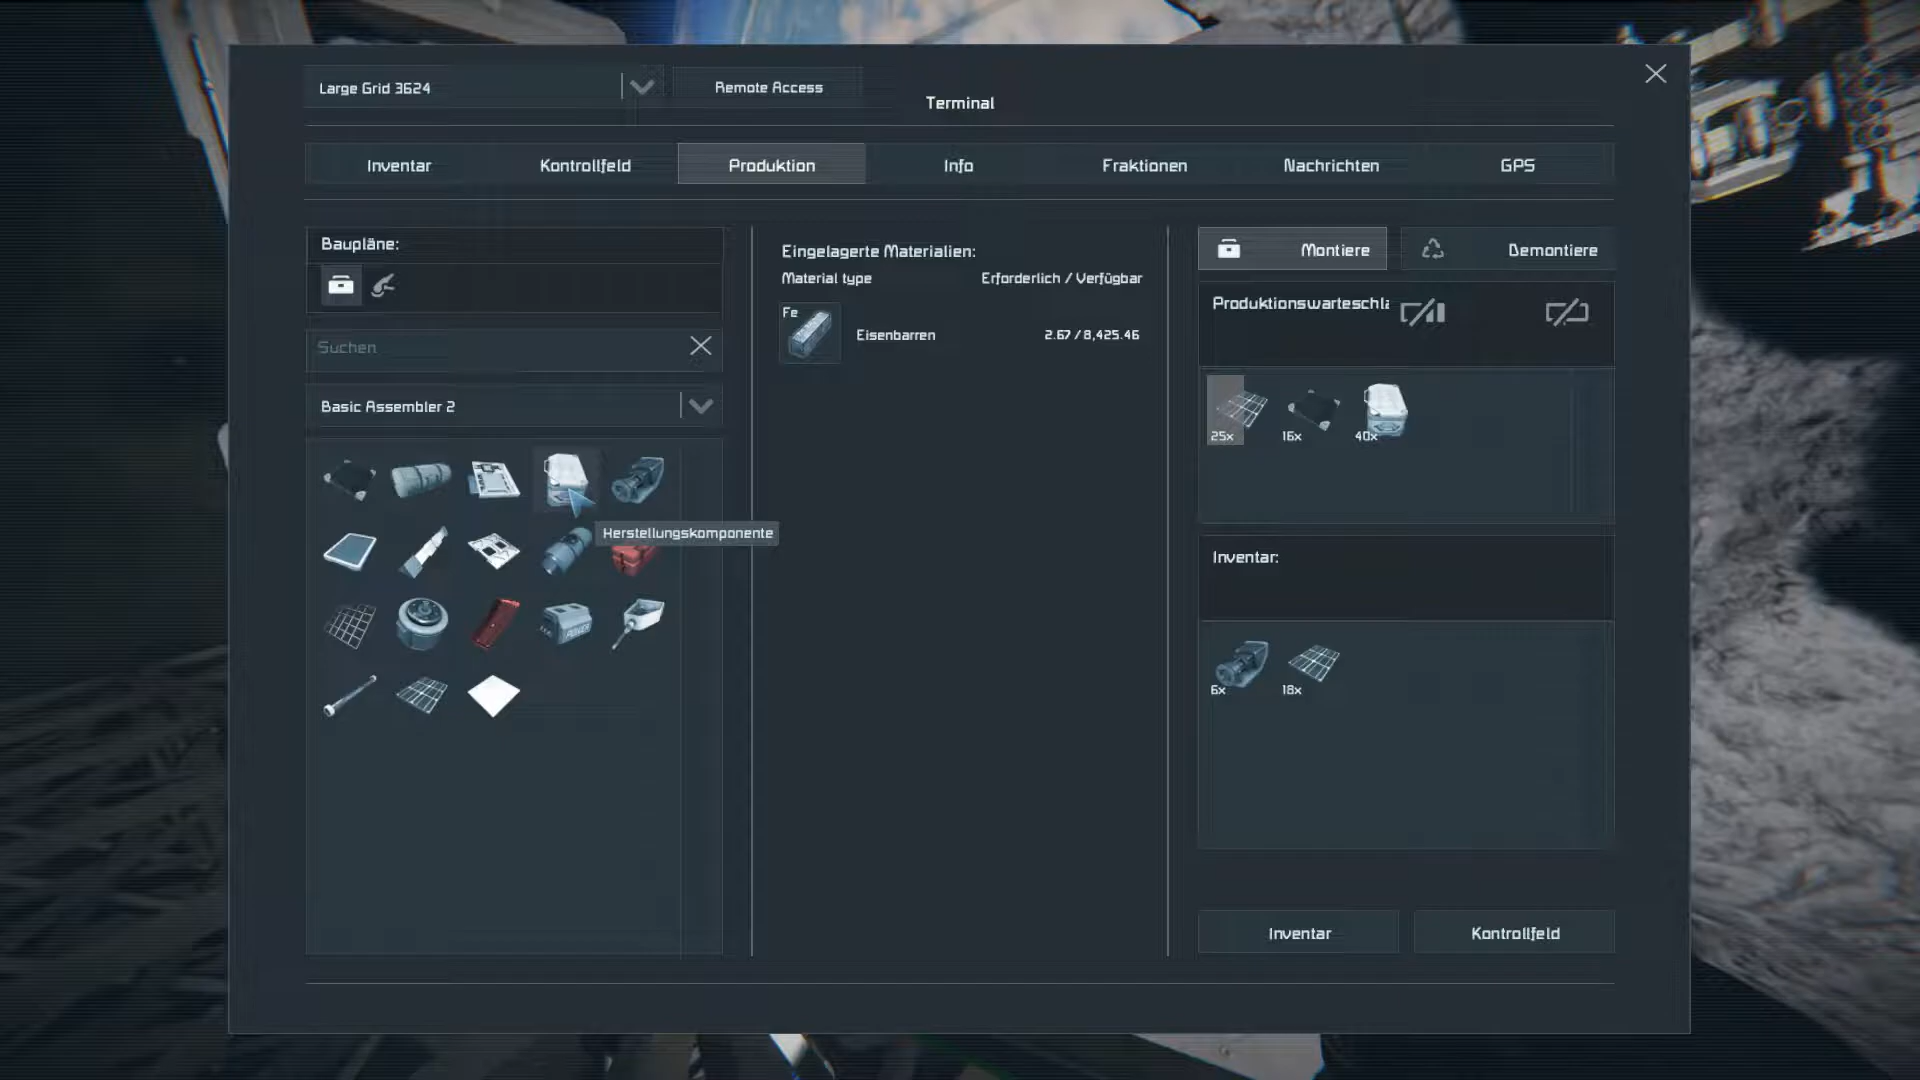 Large Grid 3624
Remote Access
Terminal
Inventar
Kontrollfeld
Produktion
Info
Fraktionen
Nachrichten
GPS
Baupläne:
Suchen
Basic Assembler 2
Herstellungskomponente
POWER
Eingelagerte Materialien:
Material type
Erforderlich / Verfügbar
Fe
Eisenbarren
2.67 / 8,425.46
Montiere
Demontiere
Produktionswarteschla
25x
16x
40x
Inventar:
6x
18x
Inventar
Kontrollfeld